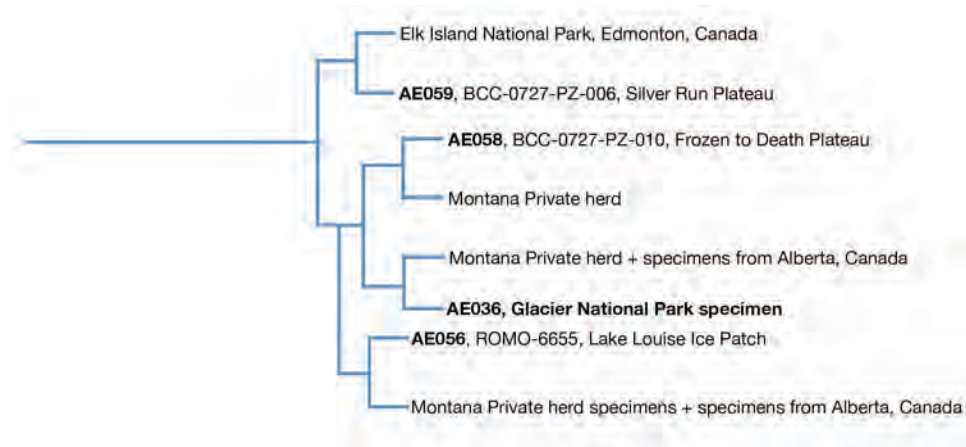 Elk Island National Park, Edmonton, Canada
AE059, BCC-0727-PZ-006, Silver Run Plateau
AE058, BCC-0727-PZ-010, Frozen to Death Plateau
Montana Private herd
Montana Private herd + specimens from Alberta, Canada
AE036, Glacier National Park specimen
AE056, ROMO-6655, Lake Louise Ice Patch
Montana Private herd specimens + specimens from Alberta, Canada